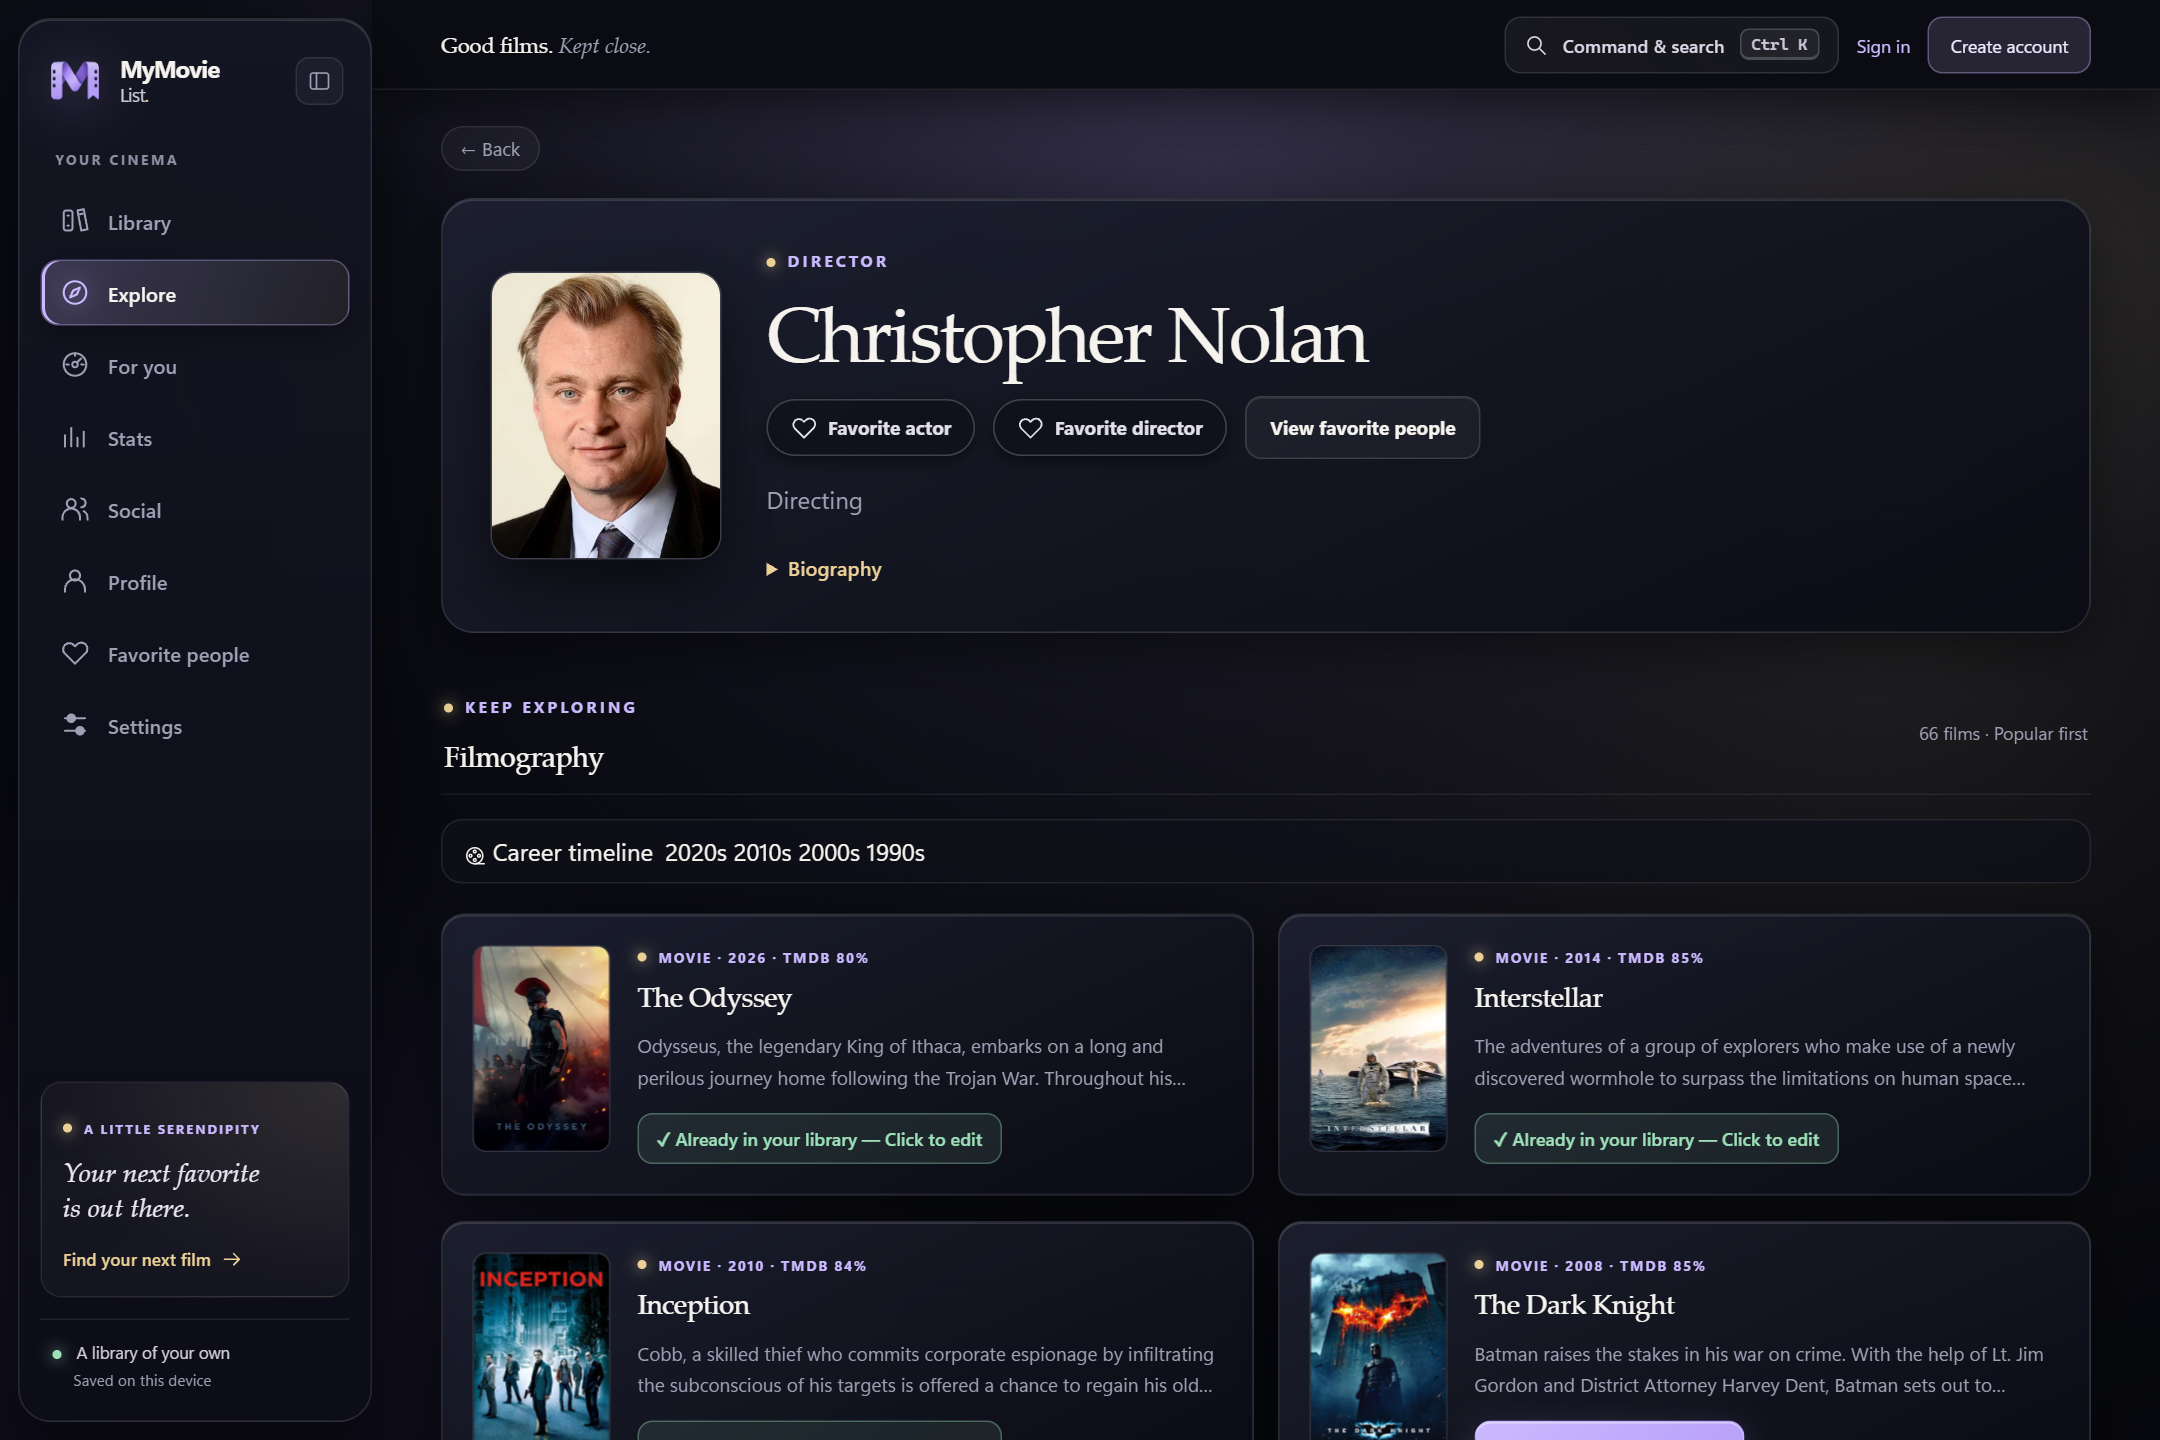 MyMovie
List.
YOUR CINEMA
Library
Explore
For you
Stats
Social
Profile
Favorite people
Settings
A LITTLE SERENDIPITY
Your next favorite
is out there.
Find your next film →
A library of your own
Saved on this device
Good films. Kept close.
Command & search Ctrl K
Sign in
Create account
← Back
DIRECTOR
Christopher Nolan
Favorite actor
Favorite director
View favorite people
Directing
Biography
KEEP EXPLORING
Filmography
66 films · Popular first
Career timeline 2020s 2010s 2000s 1990s
THE ODYSSEY
MOVIE · 2026 · TMDB 80%
The Odyssey
Odysseus, the legendary King of Ithaca, embarks on a long and
perilous journey home following the Trojan War. Throughout his...
✓ Already in your library — Click to edit
INTERSTELLAR
MOVIE · 2014 · TMDB 85%
Interstellar
The adventures of a group of explorers who make use of a newly
discovered wormhole to surpass the limitations on human space...
✓ Already in your library — Click to edit
INCEPTION
MOVIE · 2010 · TMDB 84%
Inception
Cobb, a skilled thief who commits corporate espionage by infiltrating
the subconscious of his targets is offered a chance to regain his old...
THE DARK KNIGHT
MOVIE · 2008 · TMDB 85%
The Dark Knight
Batman raises the stakes in his war on crime. With the help of Lt. Jim
Gordon and District Attorney Harvey Dent, Batman sets out to...